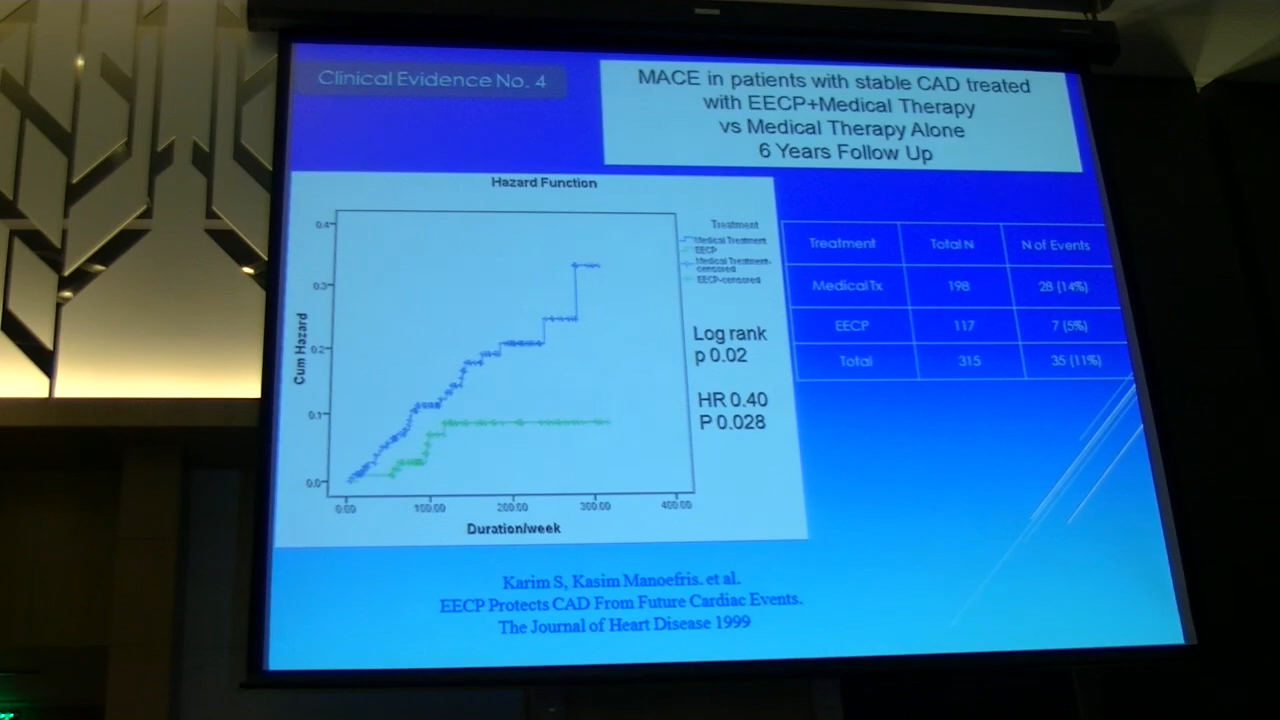 Clinical Evidence No. 4
MACE in patients with stable CAD treated
with EECP+Medical Therapy
vs Medical Therapy Alone
6 Years Follow Up
Hazard Function
Cum Hazard
0.4
0.3
0.2
0.1
0.0
0.00 100.00 200.00 300.00 400.00
Duration/week
Treatment
Medical Treatment
EECP
Medical Treatment-
censored
EECP-censored
Log rank
p 0.02
HR 0.40
P 0.028
Treatment Total N N of Events
Medical Tx 198 28 (14%)
EECP 117 7 (5%)
Total 315 35 (11%)
Karim S, Kasim Manoefris. et al.
EECP Protects CAD From Future Cardiac Events.
The Journal of Heart Disease 1999